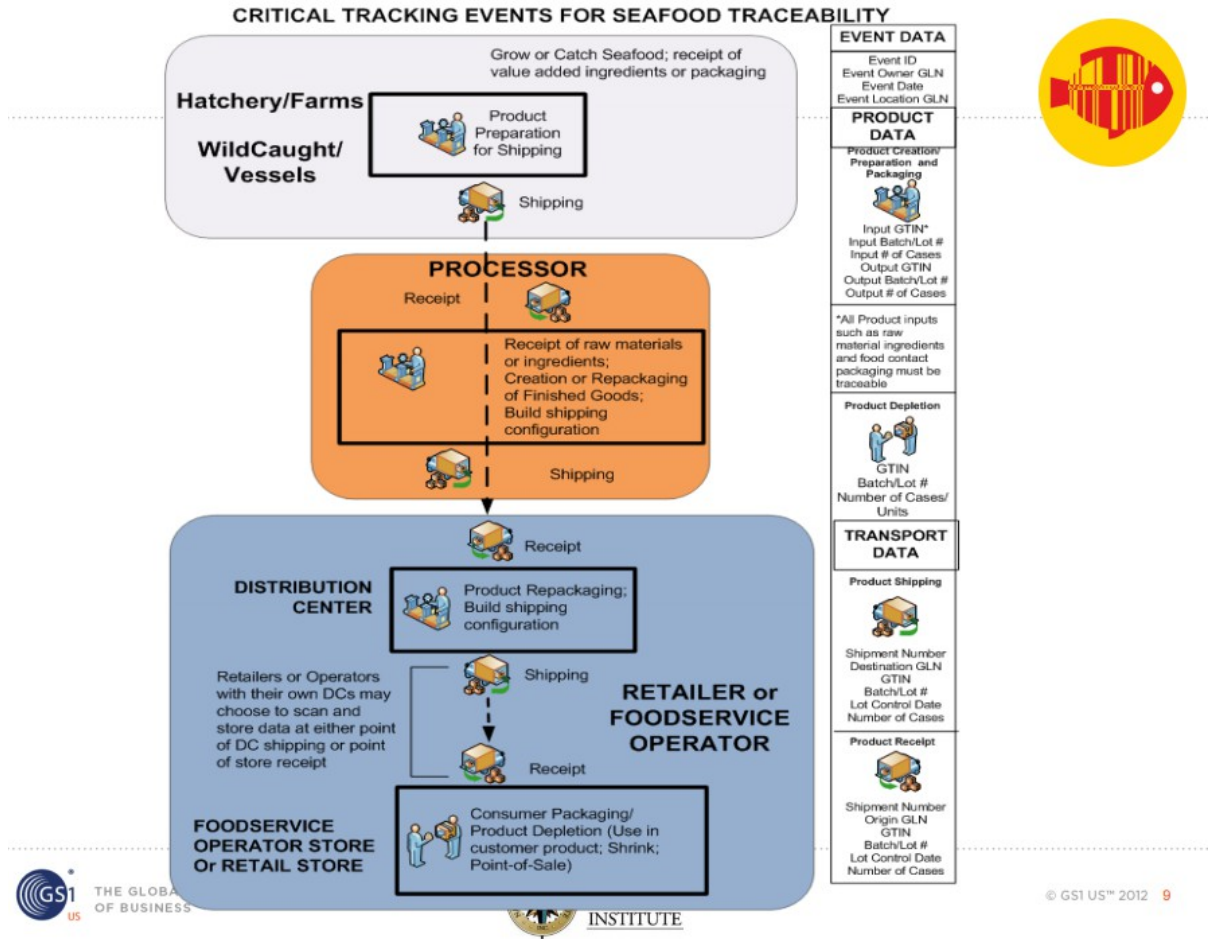 CRITICAL TRACKING EVENTS FOR SEAFOOD TRACEABILITY
Grow or Catch Seafood; receipt of
value added ingredients or packaging
Hatchery/Farms
WildCaught/
Vessels
Product
Preparation
for Shipping
Shipping
PROCESSOR
Receipt
Receipt of raw materials
or ingredients;
Creation or Repackaging
of Finished Goods;
Build shipping
configuration
Shipping
Receipt
DISTRIBUTION
CENTER
Product Repackaging;
Build shipping
configuration
Shipping
Retailers or Operators
with their own DCs may
choose to scan and
store data at either point
of DC shipping or point
of store receipt
RETAILER or
FOODSERVICE
OPERATOR
Receipt
FOODSERVICE
OPERATOR STORE
Or RETAIL STORE
Consumer Packaging/
Product Depletion (Use in
customer product; Shrink;
Point-of-Sale)
EVENT DATA
Event ID
Event Owner GLN
Event Date
Event Location GLN
PRODUCT
DATA
Product Creation/
Preparation and
Packaging
Input GTIN*
Input Batch/Lot #
Input # of Cases
Output GTIN
Output Batch/Lot #
Output # of Cases
*All Product inputs
such as raw
material ingredients
and food contact
packaging must be
traceable
Product Depletion
GTIN
Batch/Lot #
Number of Cases/
Units
TRANSPORT
DATA
Product Shipping
Shipment Number
Destination GLN
GTIN
Batch/Lot #
Lot Control Date
Number of Cases
Product Receipt
Shipment Number
Origin GLN
GTIN
Batch/Lot #
Lot Control Date
Number of Cases
GS1
US
THE GLOBA
OF BUSINESS
INSTITUTE
© GS1 US™ 2012 9